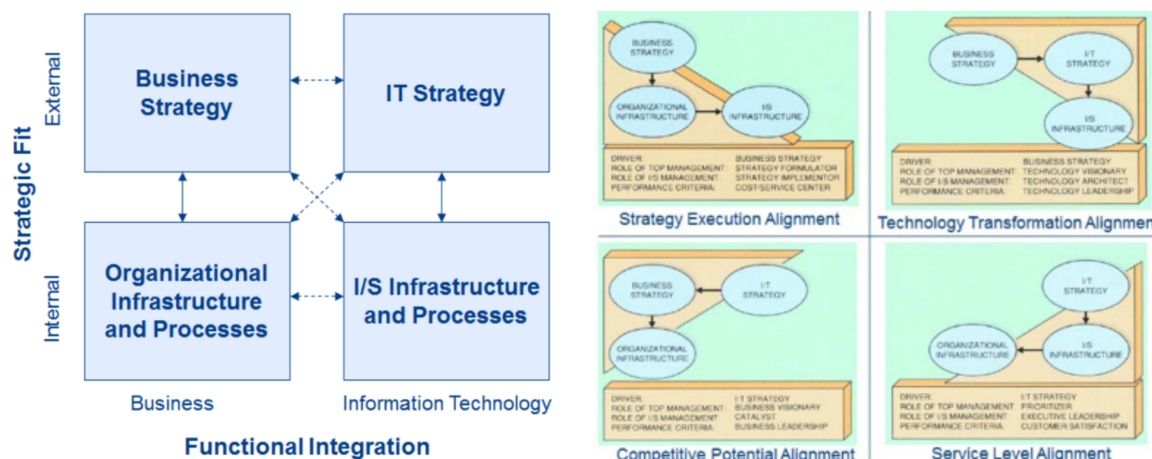 Strategic Fit
External
Internal
Business
Strategy
IT Strategy
Organizational
Infrastructure
and Processes
I/S Infrastructure
and Processes
Business
Information Technology
Functional Integration
BUSINESS
STRATEGY
ORGANIZATIONAL
INFRASTRUCTURE
I/S
INFRASTRUCTURE
DRIVER: BUSINESS STRATEGY
ROLE OF TOP MANAGEMENT: STRATEGY FORMULATOR
ROLE OF I/S MANAGEMENT: STRATEGY IMPLEMENTOR
PERFORMANCE CRITERIA: COST/SERVICE CENTER
Strategy Execution Alignment
BUSINESS
STRATEGY
I/T
STRATEGY
I/S
INFRASTRUCTURE
DRIVER: BUSINESS STRATEGY
ROLE OF TOP MANAGEMENT: TECHNOLOGY VISIONARY
ROLE OF I/S MANAGEMENT: TECHNOLOGY ARCHITECT
PERFORMANCE CRITERIA: TECHNOLOGY LEADERSHIP
Technology Transformation Alignmen
BUSINESS
STRATEGY
I/T
STRATEGY
ORGANIZATIONAL
INFRASTRUCTURE
DRIVER: I/T STRATEGY
ROLE OF TOP MANAGEMENT: BUSINESS VISIONARY
ROLE OF I/S MANAGEMENT: CATALYST
PERFORMANCE CRITERIA: BUSINESS LEADERSHIP
Competitive Potential Alignment
I/T
STRATEGY
ORGANIZATIONAL
INFRASTRUCTURE
I/S
INFRASTRUCTURE
DRIVER: I/T STRATEGY
ROLE OF TOP MANAGEMENT: PRIORITIZER
ROLE OF I/S MANAGEMENT: EXECUTIVE LEADERSHIP
PERFORMANCE CRITERIA: CUSTOMER SATISFACTION
Service Level Alignment